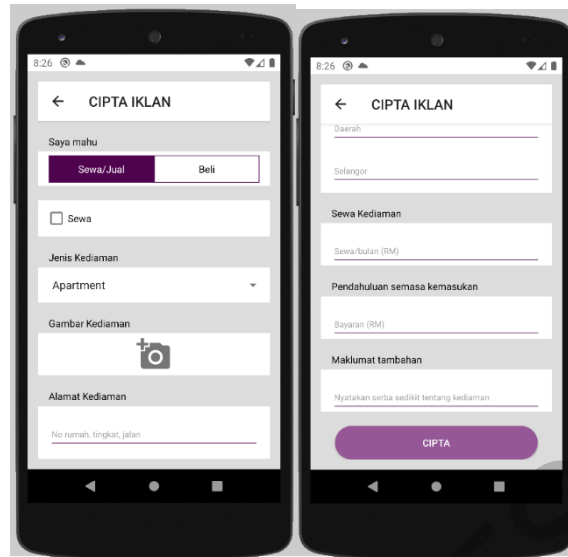 8:26
CIPTA IKLAN
Saya mahu
Sewa/Jual
Beli
Sewa
Jenis Kediaman
Apartment
Gambar Kediaman
Alamat Kediaman
No rumah, tingkat, jalan
8:26
CIPTA IKLAN
Daerah
Selangor
Sewa Kediaman
Sewa/bulan (RM)
Pendahuluan semasa kemasukan
Bayaran (RM)
Maklumat tambahan
Nyatakan serba sedikit tentang kediaman
CIPTA